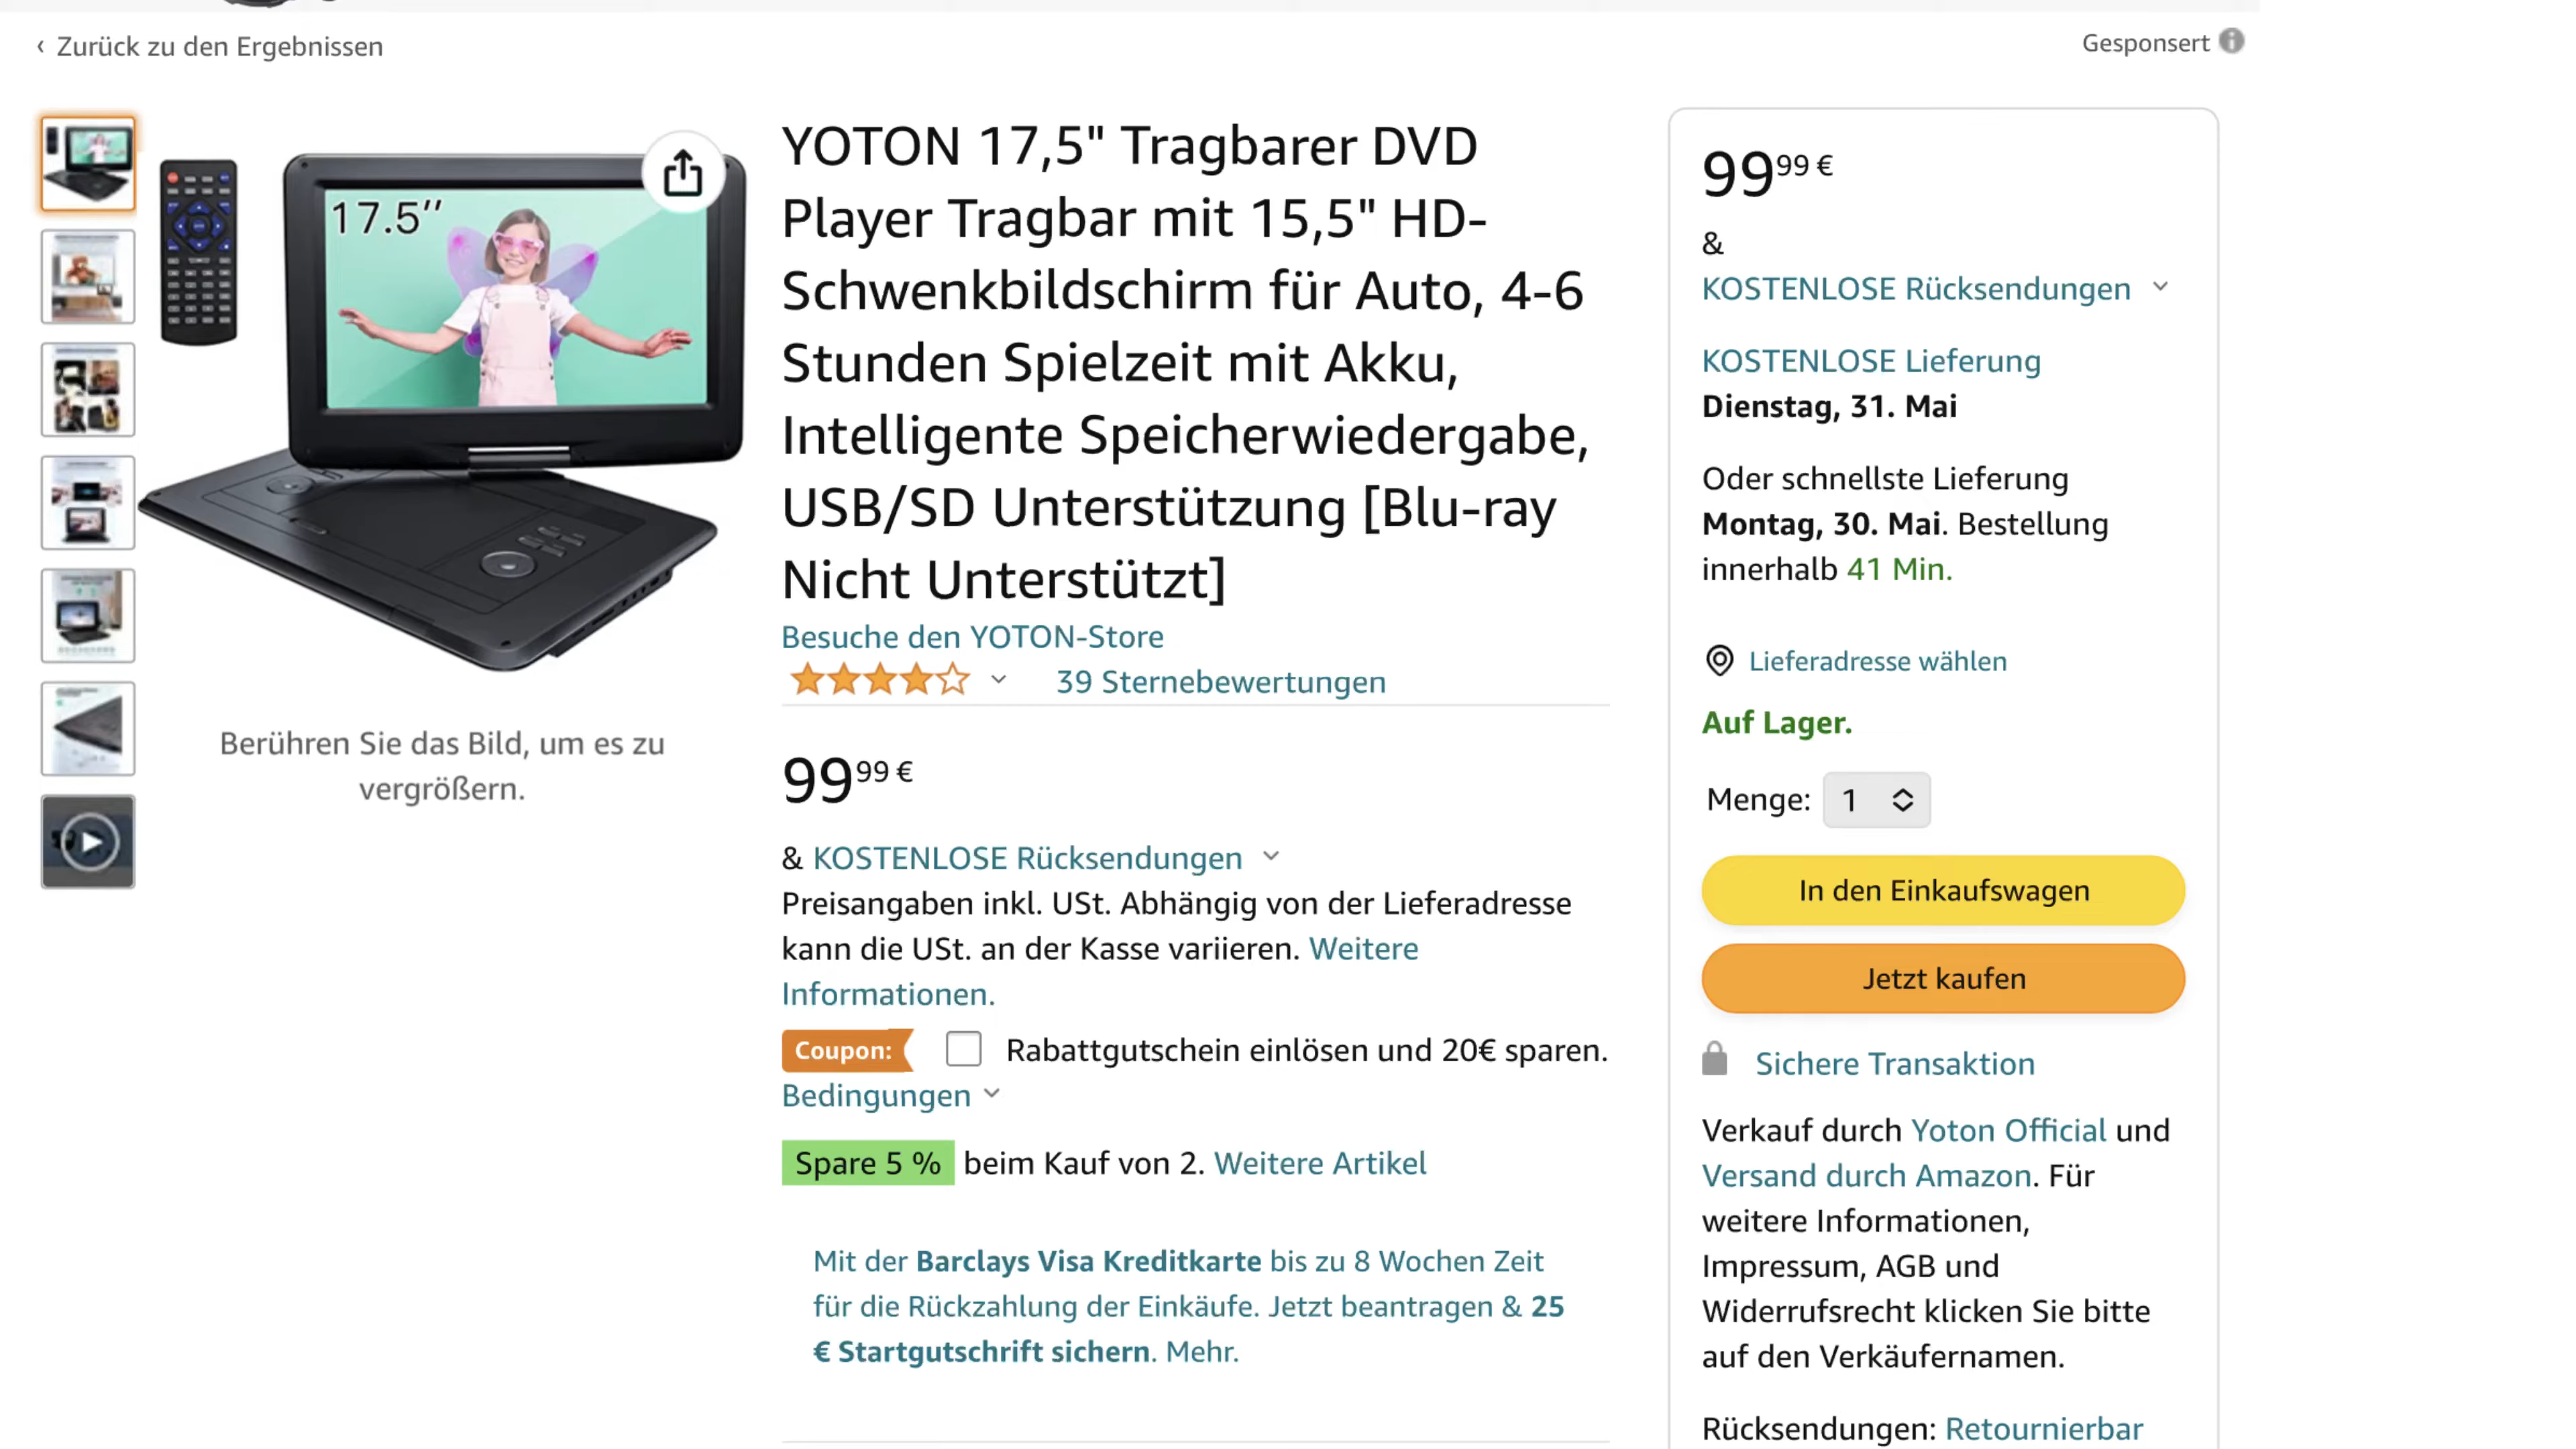 ‹ Zurück zu den Ergebnissen
Gesponsert
17.5’’
Berühren Sie das Bild, um es zu
vergrößern.
YOTON 17,5" Tragbarer DVD
Player Tragbar mit 15,5" HD-
Schwenkbildschirm für Auto, 4-6
Stunden Spielzeit mit Akku,
Intelligente Speicherwiedergabe,
USB/SD Unterstützung [Blu-ray
Nicht Unterstützt]
Besuche den YOTON-Store
39 Sternebewertungen
99 99 €
& KOSTENLOSE Rücksendungen
Preisangaben inkl. USt. Abhängig von der Lieferadresse
kann die USt. an der Kasse variieren. Weitere
Informationen.
Coupon: Rabattgutschein einlösen und 20€ sparen.
Bedingungen
Spare 5 % beim Kauf von 2. Weitere Artikel
Mit der Barclays Visa Kreditkarte bis zu 8 Wochen Zeit
für die Rückzahlung der Einkäufe. Jetzt beantragen & 25
€ Startgutschrift sichern. Mehr.
99 99 €
&
KOSTENLOSE Rücksendungen
KOSTENLOSE Lieferung
Dienstag, 31. Mai
Oder schnellste Lieferung
Montag, 30. Mai. Bestellung
innerhalb 41 Min.
Lieferadresse wählen
Auf Lager.
Menge: 1
In den Einkaufswagen
Jetzt kaufen
Sichere Transaktion
Verkauf durch Yoton Official und
Versand durch Amazon. Für
weitere Informationen,
Impressum, AGB und
Widerrufsrecht klicken Sie bitte
auf den Verkäufernamen.
Rücksendungen: Retournierbar